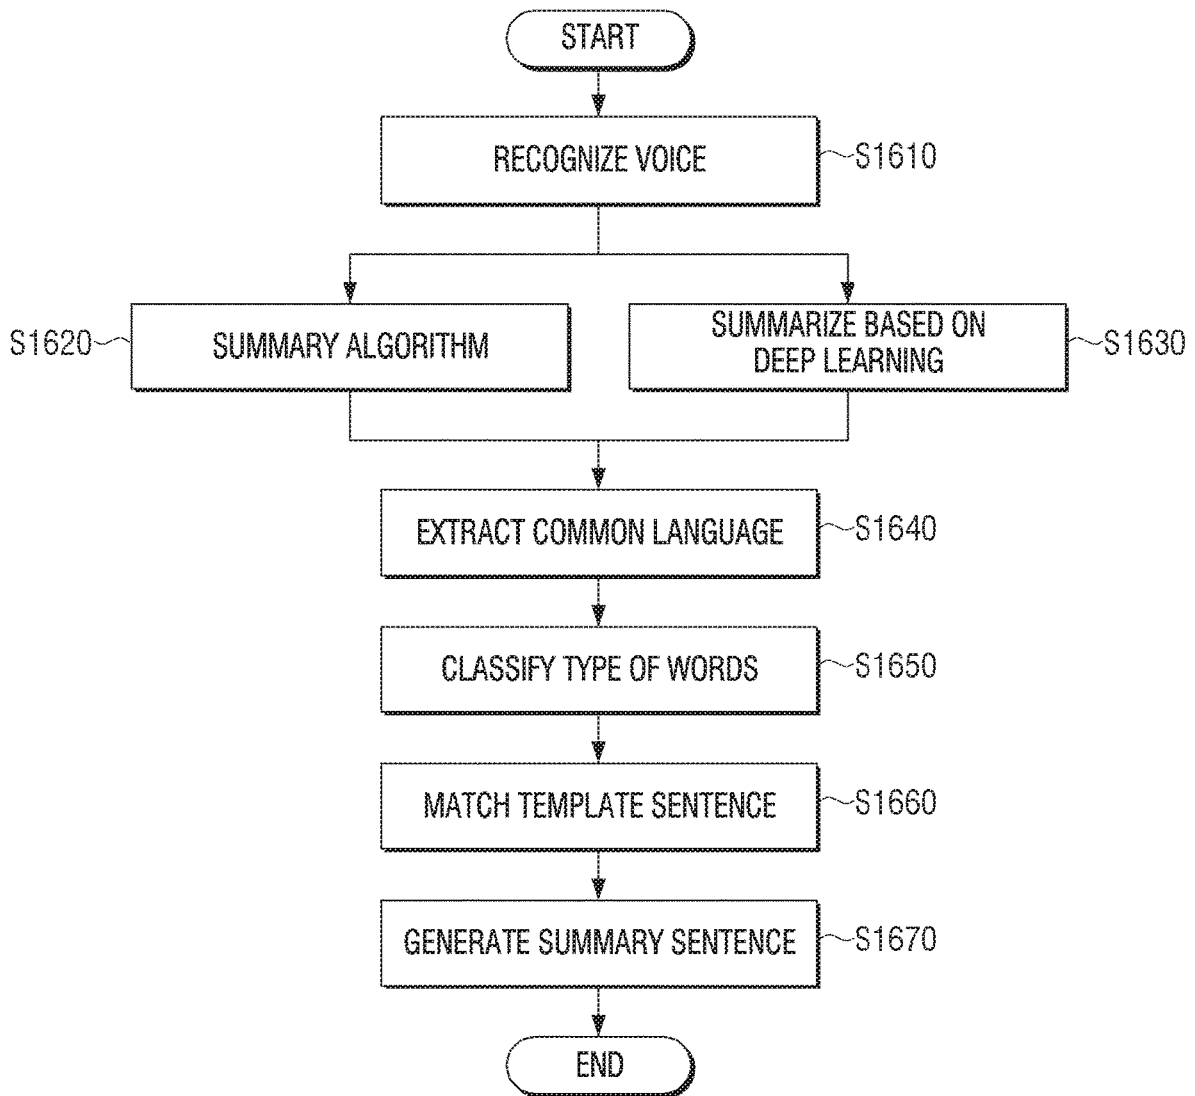 START
RECOGNIZE VOICE
S1610
S1620
SUMMARY ALGORITHM
SUMMARIZE BASED ON
DEEP LEARNING
S1630
EXTRACT COMMON LANGUAGE
S1640
CLASSIFY TYPE OF WORDS
S1650
MATCH TEMPLATE SENTENCE
S1660
GENERATE SUMMARY SENTENCE
S1670
END